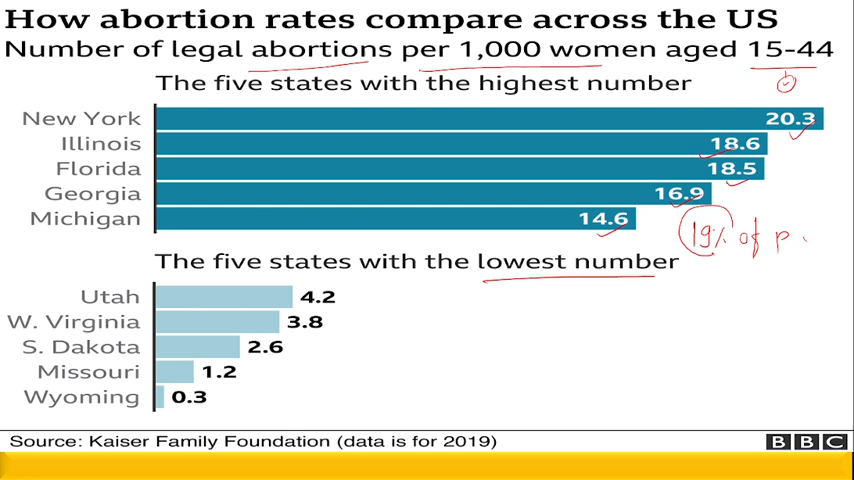 How abortion rates compare across the US
Number of legal abortions per 1,000 women aged 15-44
The five states with the highest number
New York 20.3
Illinois 18.6
Florida 18.5
Georgia 16.9
Michigan 14.6
19% of p
The five states with the lowest number
Utah 4.2
W. Virginia 3.8
S. Dakota 2.6
Missouri 1.2
Wyoming 0.3
Source: Kaiser Family Foundation (data is for 2019) BBC